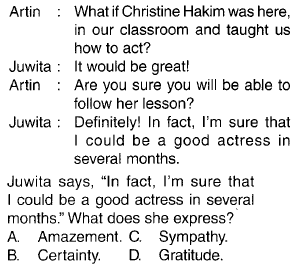 Artin : What if Christine Hakim was here,
in our classroom and taught us
how to act?
Juwita : It would be great!
Artin : Are you sure you will be able to
follow her lesson?
Juwita : Definitely! In fact, I'm sure that
I could be a good actress in
several months.
Juwita says, “In fact, I'm sure that
I could be a good actress in several
months.” What does she express?
A. Amazement. C. Sympathy.
B. Certainty. D. Gratitude.